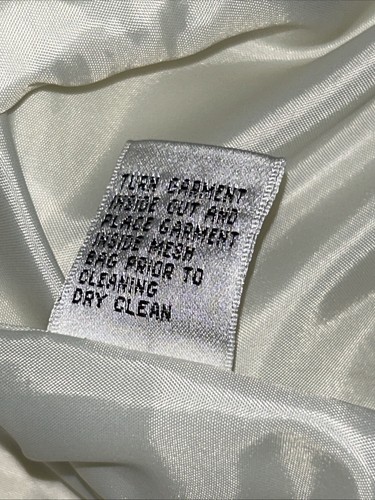 TURN GARMENT
INSIDE OUT AND
PLACE GARMENT
INSIDE MESH
BAG PRIOR TO
CLEANING
DRY CLEAN